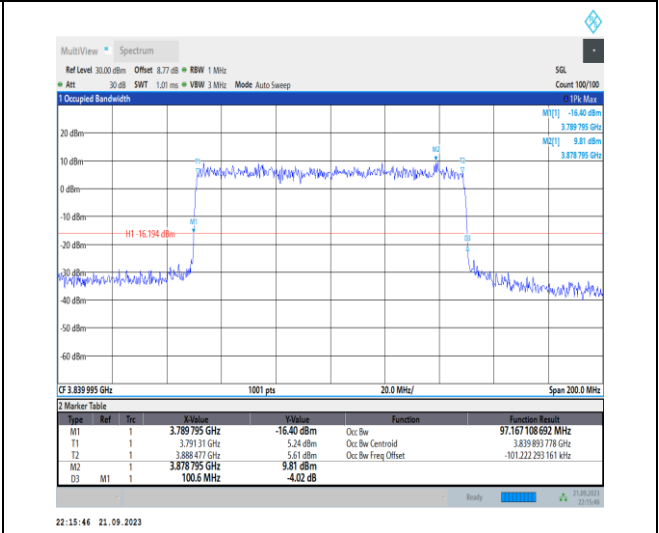 MultiView Spectrum
Ref Level 30.00 dBm Offset 8.77 dB RBW 1 MHz SGL
Att 30 dB SWT 1.01 ms VBW 3 MHz Mode Auto Sweep Count 100/100
1 Occupied Bandwidth 1Pk Max
M1[1] -16.40 dBm
3.789 795 GHz
20 dBm
M2[1] 9.81 dBm
3.878 795 GHz
M2
10 dBm
0 dBm
-10 dBm
M1
H1 -16.194 dBm
D3
-20 dBm
-30 dBm
-40 dBm
-50 dBm
-60 dBm
CF 3.839 995 GHz 1001 pts 20.0 MHz/ Span 200.0 MHz
2 Marker Table
Type Ref Trc X-Value Y-Value Function Function Result
M1 1 3.789 795 GHz -16.40 dBm Occ Bw 97.167 108 692 MHz
T1 1 3.791 31 GHz 5.24 dBm Occ Bw Centroid 3.839 893 778 GHz
T2 1 3.888 477 GHz 5.61 dBm Occ Bw Freq Offset -101.222 293 161 kHz
M2 1 3.878 795 GHz 9.81 dBm
D3 M1 1 100.6 MHz -4.02 dB
Ready 21.09.2023
22:15:46
22:15:46 21.09.2023